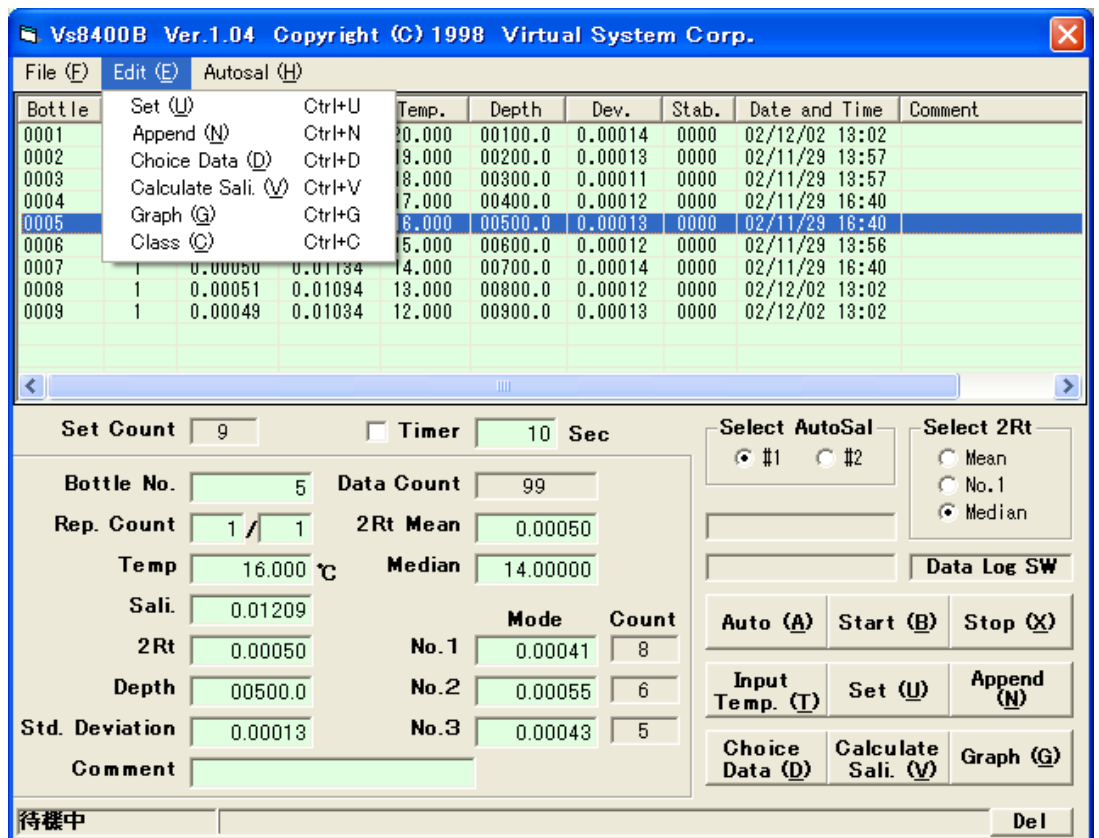 Vs8400B Ver.1.04 Copyright (C) 1998 Virtual System Corp.
File (F) Edit (E) Autosal (H)
Bottle Temp. Depth Dev. Stab. Date and Time Comment
Set (U) Ctrl+U
Append (N) Ctrl+N
Choice Data (D) Ctrl+D
Calculate Sali. (V) Ctrl+V
Graph (G) Ctrl+G
Class (C) Ctrl+C
0001 20.000 00100.0 0.00014 0000 02/12/02 13:02
0002 19.000 00200.0 0.00013 0000 02/11/29 13:57
0003 18.000 00300.0 0.00011 0000 02/11/29 13:57
0004 17.000 00400.0 0.00012 0000 02/11/29 16:40
0005 16.000 00500.0 0.00013 0000 02/11/29 16:40
0006 15.000 00600.0 0.00012 0000 02/11/29 13:56
0007 1 0.00050 0.01134 14.000 00700.0 0.00014 0000 02/11/29 16:40
0008 1 0.00051 0.01094 13.000 00800.0 0.00012 0000 02/12/02 13:02
0009 1 0.00049 0.01034 12.000 00900.0 0.00013 0000 02/12/02 13:02
Set Count 9 Timer 10 Sec
Bottle No. 5 Data Count 99
Rep. Count 1 / 1 2Rt Mean 0.00050
Temp 16.000 ℃ Median 14.00000
Sali. 0.01209
Mode Count
2Rt 0.00050 No.1 0.00041 8
Depth 00500.0 No.2 0.00055 6
Std. Deviation 0.00013 No.3 0.00043 5
Comment
Select AutoSal
#1 #2
Select 2Rt
Mean
No.1
Median
Data Log SW
Auto (A) Start (B) Stop (X)
Input Temp. (T) Set (U) Append (N)
Choice Data (D) Calculate Sali. (V) Graph (G)
待機中 Del